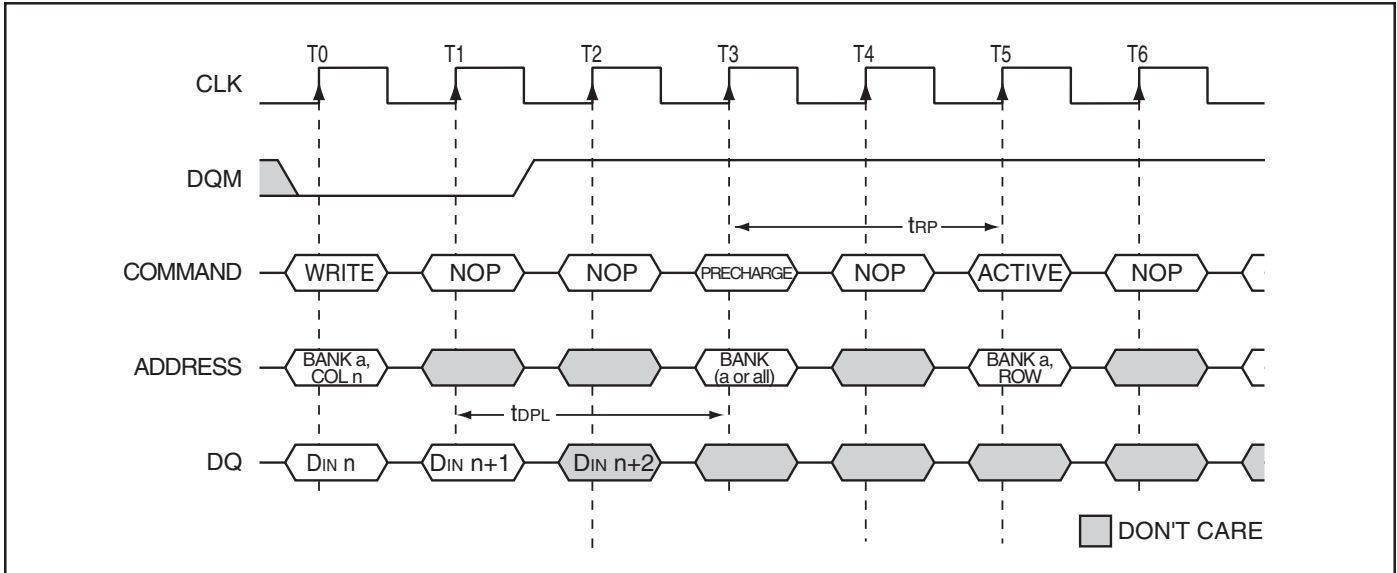 T0 T1 T2 T3 T4 T5 T6
CLK
DQM
tRP
COMMAND WRITE NOP NOP PRECHARGE NOP ACTIVE NOP
ADDRESS BANK a, COL n BANK (a or all) BANK a, ROW
tDPL
DQ DIN n DIN n+1 DIN n+2
DON'T CARE